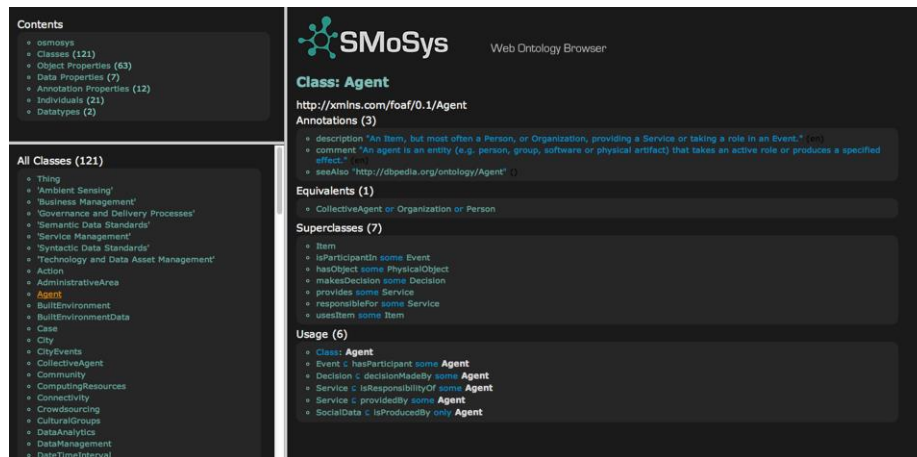 Contents
osmosys
Classes (121)
Object Properties (63)
Data Properties (7)
Annotation Properties (12)
Individuals (21)
Datatypes (2)
All Classes (121)
Thing
'Ambient Sensing'
'Business Management'
'Governance and Delivery Processes'
'Semantic Data Standards'
'Service Management'
'Syntactic Data Standards'
'Technology and Data Asset Management'
Action
AdministrativeArea
Agent
BuiltEnvironment
BuiltEnvironmentData
Case
City
CityEvents
CollectiveAgent
Community
ComputingResources
Connectivity
Crowdsourcing
CulturalGroups
DataAnalytics
DataManagement
DateTimeInterval
SMoSys
Web Ontology Browser
Class: Agent
http://xmlns.com/foaf/0.1/Agent
Annotations (3)
description "An Item, but most often a Person, or Organization, providing a Service or taking a role in an Event." (en)
comment "An agent is an entity (e.g. person, group, software or physical artifact) that takes an active role or produces a specified
effect." (en)
seeAlso "http://dbpedia.org/ontology/Agent" ()
Equivalents (1)
CollectiveAgent or Organization or Person
Superclasses (7)
Item
isParticipantIn some Event
hasObject some PhysicalObject
makesDecision some Decision
provides some Service
responsibleFor some Service
usesItem some Item
Usage (6)
Class: Agent
Event ⊂ hasParticipant some Agent
Decision ⊂ decisionMadeBy some Agent
Service ⊂ isResponsibilityOf some Agent
Service ⊂ providedBy some Agent
SocialData ⊂ isProducedBy only Agent